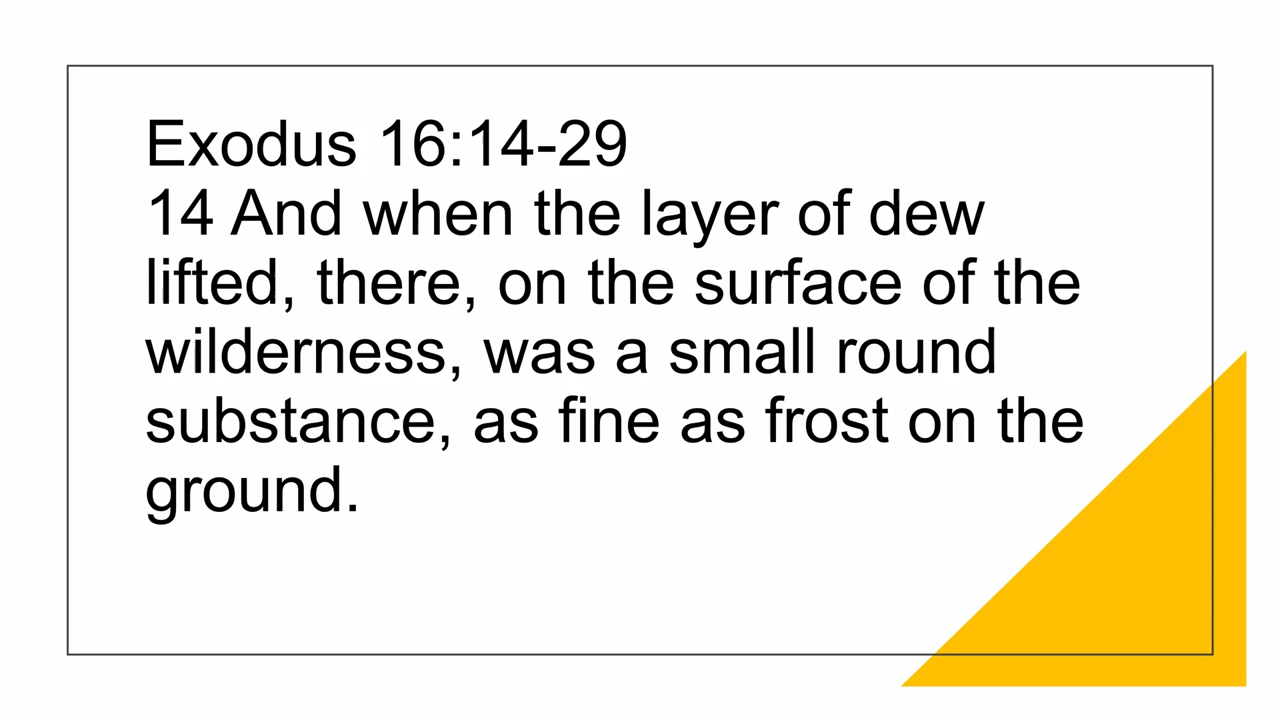 Exodus 16:14-29
14 And when the layer of dew
lifted, there, on the surface of the
wilderness, was a small round
substance, as fine as frost on the
ground.